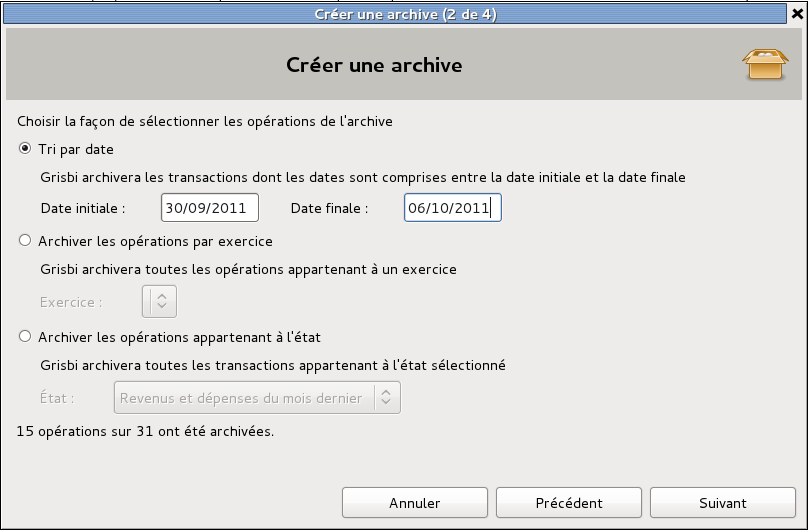 Créer une archive (2 de 4)
Créer une archive
Choisir la façon de sélectionner les opérations de l'archive
Tri par date
Grisbi archivera les transactions dont les dates sont comprises entre la date initiale et la date finale
Date initiale : 30/09/2011 Date finale : 06/10/2011
Archiver les opérations par exercice
Grisbi archivera toutes les opérations appartenant à un exercice
Exercice :
Archiver les opérations appartenant à l'état
Grisbi archivera toutes les transactions appartenant à l'état sélectionné
État : Revenus et dépenses du mois dernier
15 opérations sur 31 ont été archivées.
Annuler Précédent Suivant